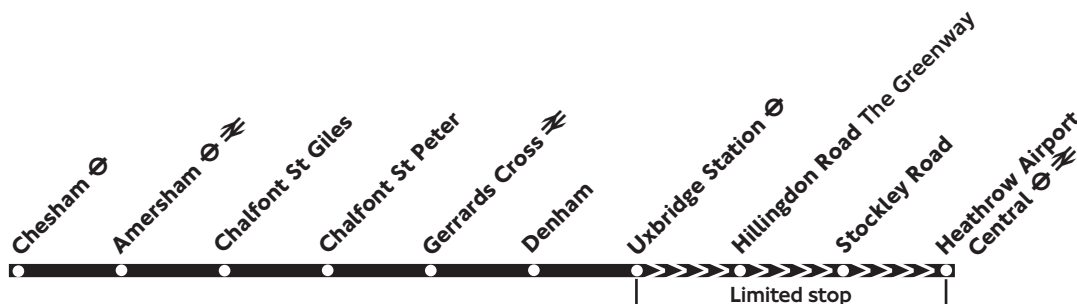 Chesham
Amersham
Chalfont St Giles
Chalfont St Peter
Gerrards Cross
Denham
Uxbridge Station
Hillingdon Road The Greenway
Stockley Road
Heathrow Airport
Central
Limited stop